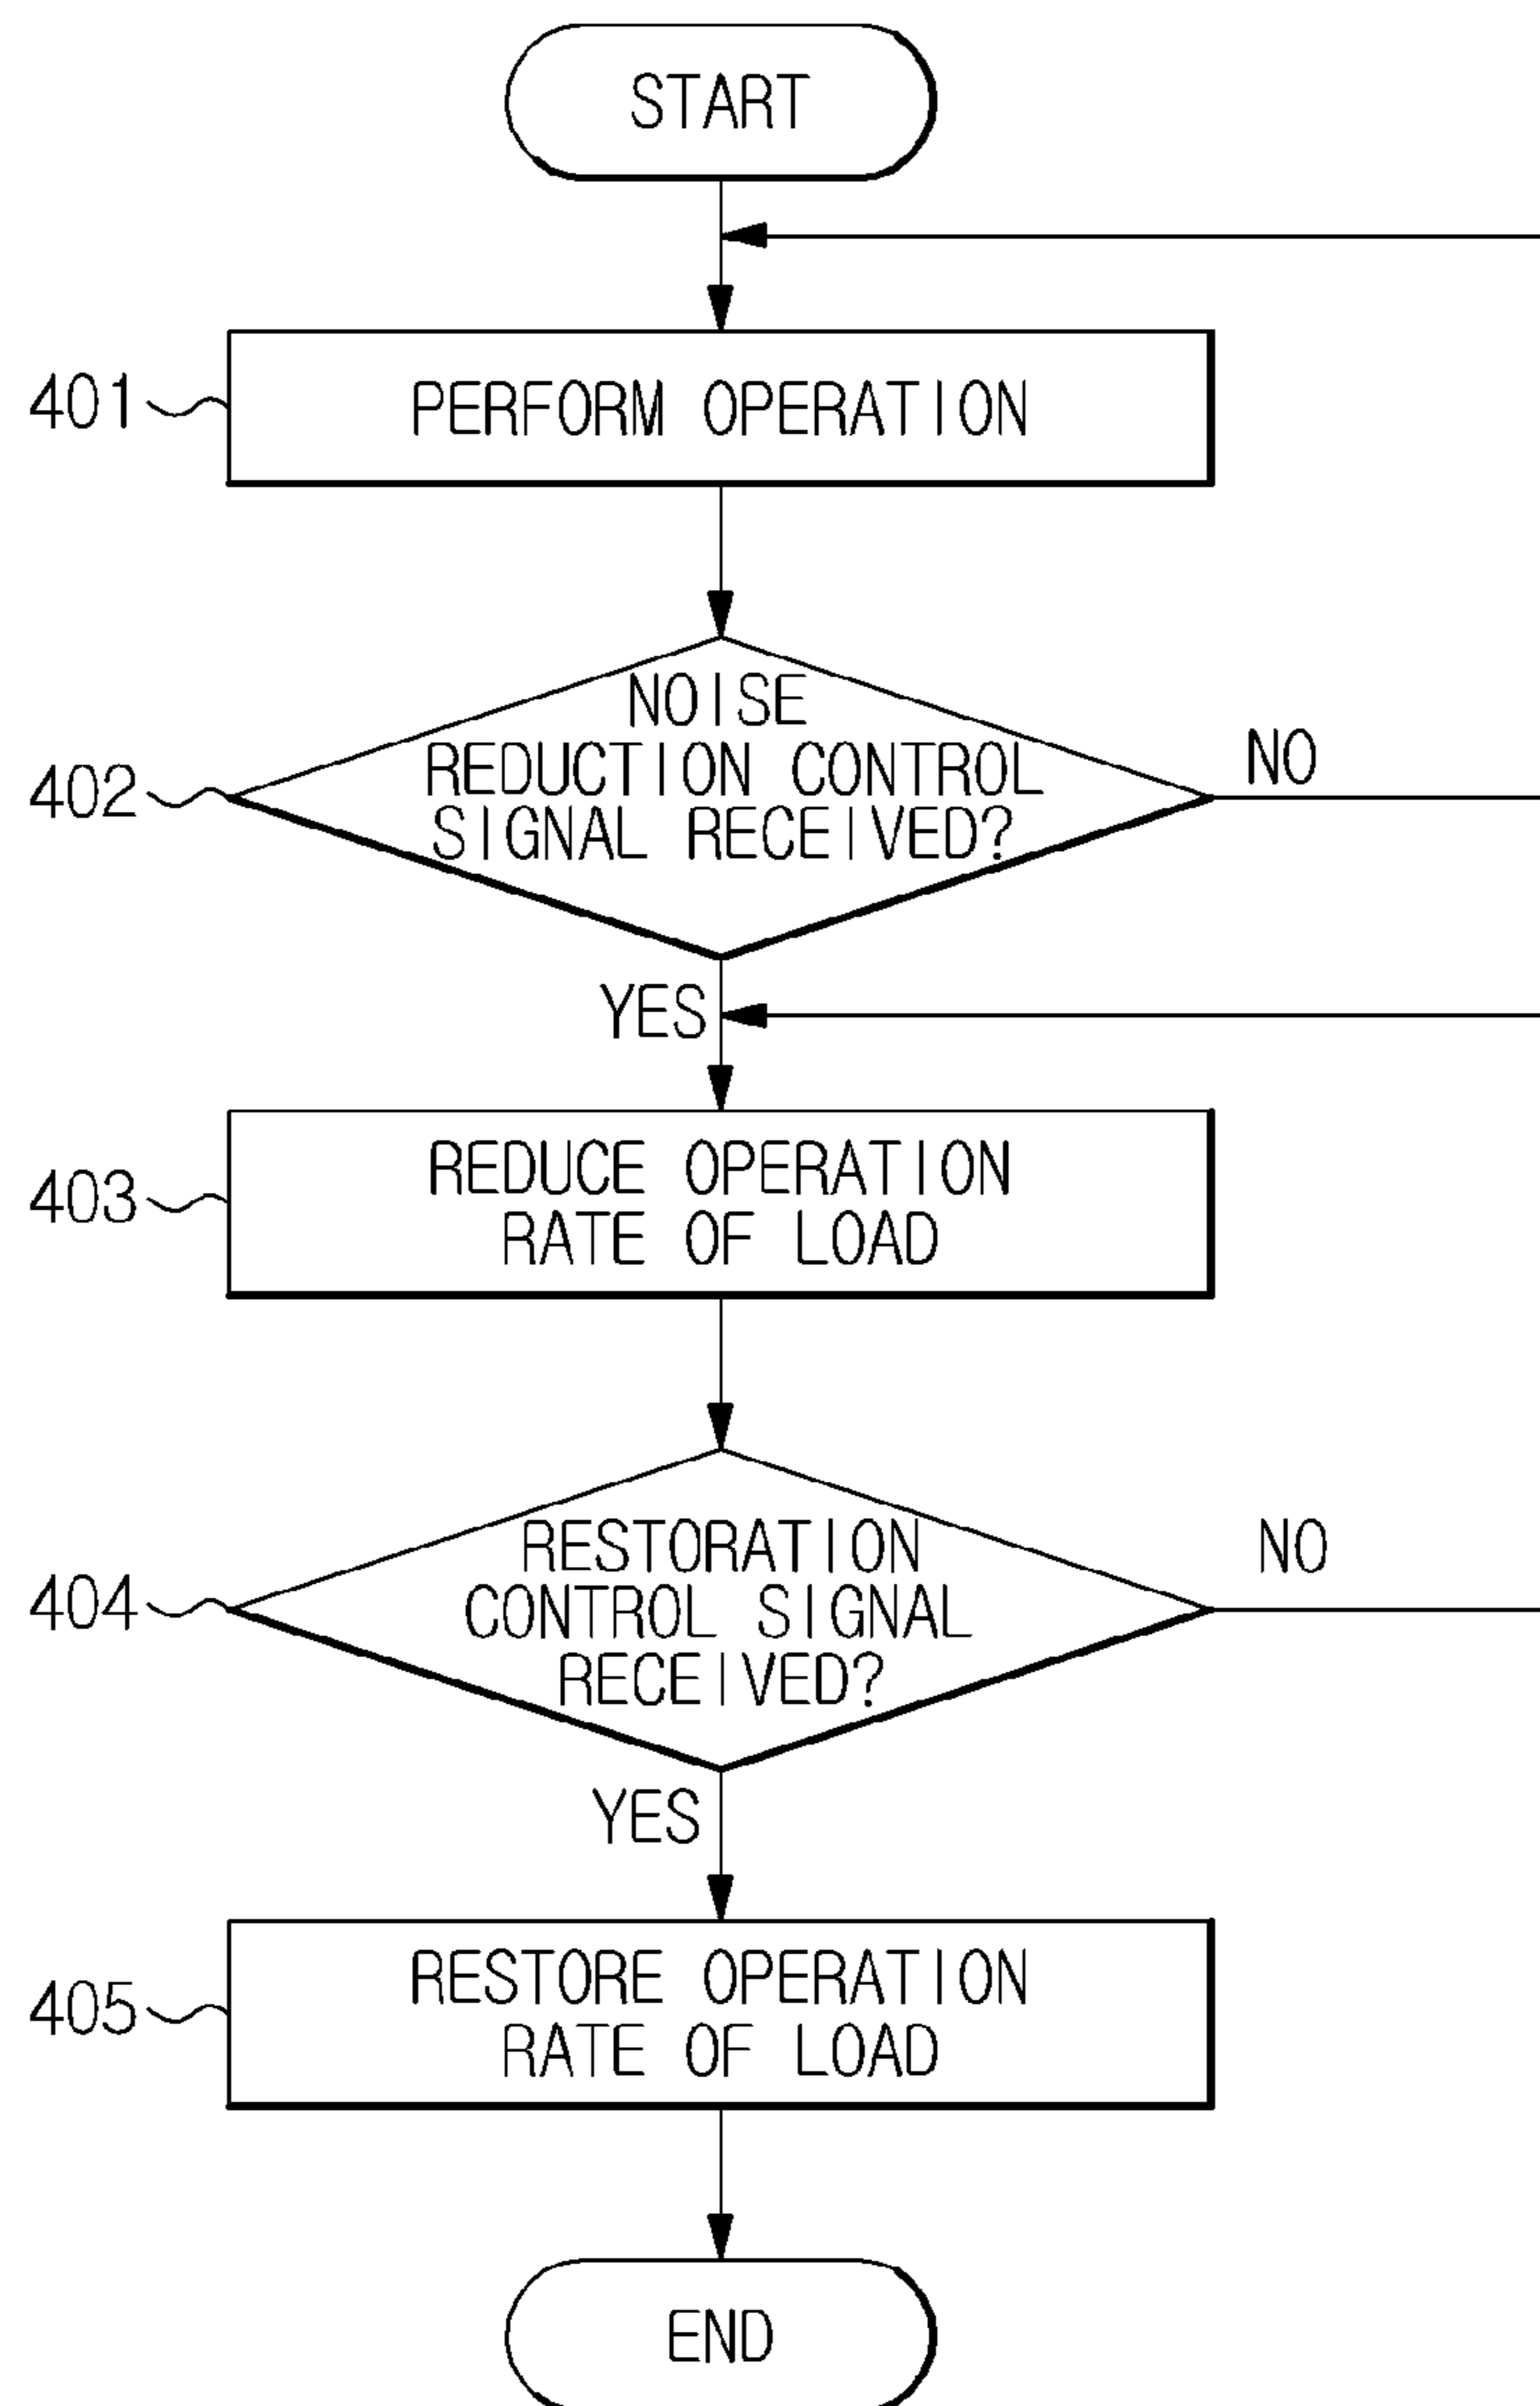 START
401
PERFORM OPERATION
402
NOISE
REDUCTION CONTROL
SIGNAL RECEIVED?
NO
YES
403
REDUCE OPERATION
RATE OF LOAD
404
RESTORATION
CONTROL SIGNAL
RECEIVED?
NO
YES
405
RESTORE OPERATION
RATE OF LOAD
END